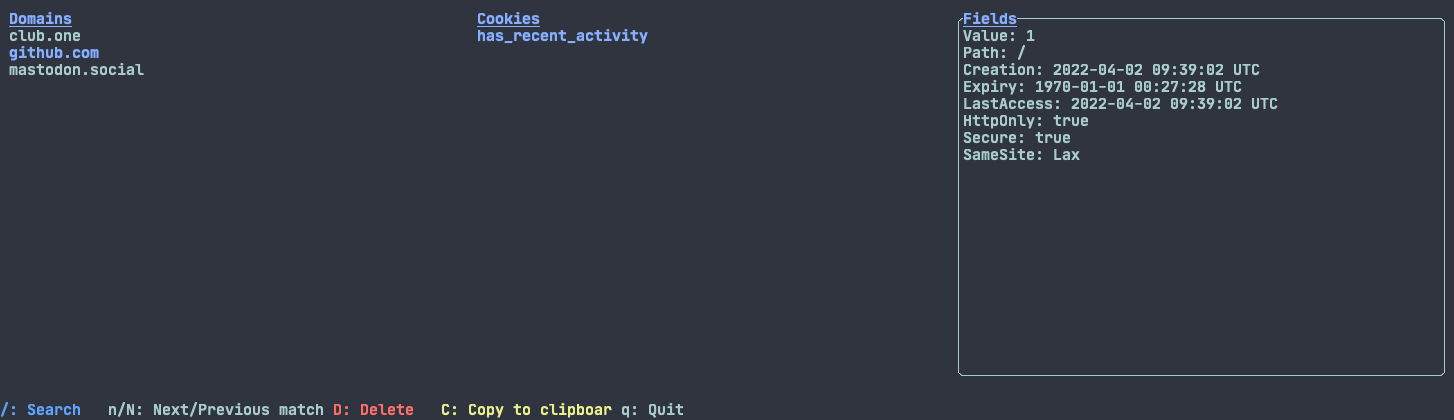 Domains
club.one
github.com
mastodon.social
Cookies
has_recent_activity
Fields
Value: 1
Path: /
Creation: 2022-04-02 09:39:02 UTC
Expiry: 1970-01-01 00:27:28 UTC
LastAccess: 2022-04-02 09:39:02 UTC
HttpOnly: true
Secure: true
SameSite: Lax
/: Search n/N: Next/Previous match D: Delete C: Copy to clipboar q: Quit